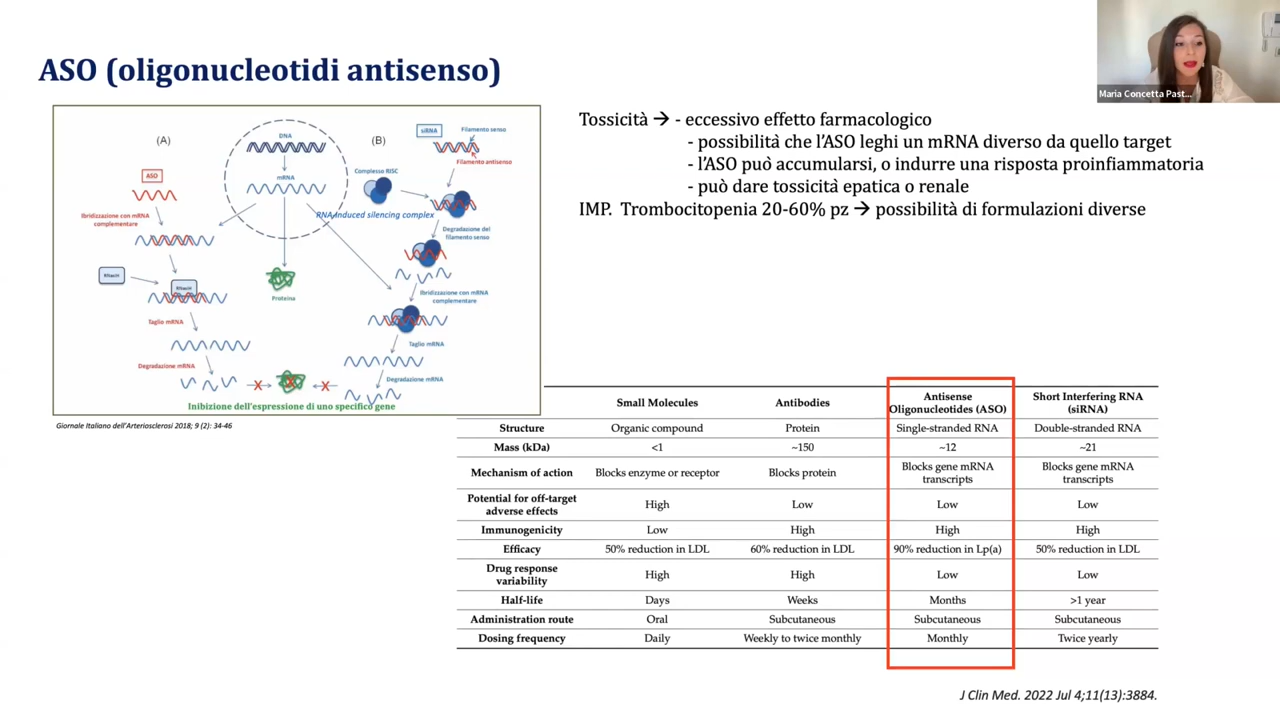 ASO (oligonucleotidi antisenso)
Maria Concetta Past...
Tossicità → - eccessivo effetto farmacologico
- possibilità che l'ASO leghi un mRNA diverso da quello target
- l'ASO può accumularsi, o indurre una risposta proinfiammatoria
- può dare tossicità epatica o renale
IMP. Trombocitopenia 20-60% pz → possibilità di formulazioni diverse
(A)
DNA
(B)
siRNA
Filamento senso
Filamento antisenso
ASO
mRNA
Complesso RISC
Ibridizzazione con mRNA
complementare
RNA-induced silencing complex
Degradazione del
filamento senso
RNasiH
RNasiH
Proteina
Ibridizzazione con mRNA
complementare
Taglio mRNA
Taglio mRNA
Degradazione mRNA
Degradazione mRNA
Inibizione dell'espressione di uno specifico gene
Giornale Italiano dell'Arteriosclerosi 2018; 9 (2): 34-46
Small Molecules Antibodies Antisense Oligonucleotides (ASO) Short Interfering RNA (siRNA)
Structure Organic compound Protein Single-stranded RNA Double-stranded RNA
Mass (kDa) <1 ~150 ~12 ~21
Mechanism of action Blocks enzyme or receptor Blocks protein Blocks gene mRNA transcripts Blocks gene mRNA transcripts
Potential for off-target adverse effects High Low Low Low
Immunogenicity Low High High High
Efficacy 50% reduction in LDL 60% reduction in LDL 90% reduction in Lp(a) 50% reduction in LDL
Drug response variability High High Low Low
Half-life Days Weeks Months >1 year
Administration route Oral Subcutaneous Subcutaneous Subcutaneous
Dosing frequency Daily Weekly to twice monthly Monthly Twice yearly
J Clin Med. 2022 Jul 4;11(13):3884.